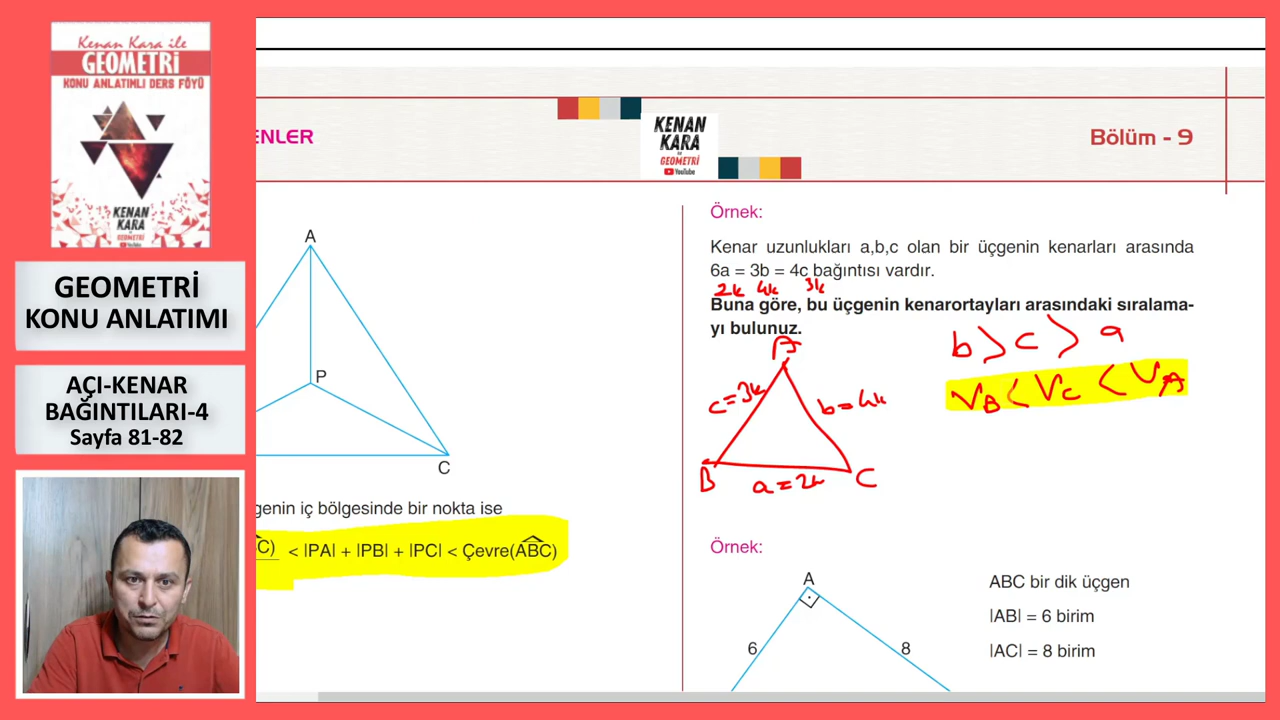 Kenan Kara ile
GEOMETRİ
KONU ANLATIMLI DERS FÖYÜ
KENAN
KARA
GEOMETRİ
KONU ANLATIMI
AÇI-KENAR
BAĞINTILARI-4
Sayfa 81-82
ENLER
KENAN
KARA
ile
GEOMETRİ
YouTube
Bölüm - 9
A
P
C
genin iç bölgesinde bir nokta ise
BC) < |PA| + |PB| + |PC| < Çevre(ABC)
Örnek:
Kenar uzunlukları a,b,c olan bir üçgenin kenarları arasında
6a = 3b = 4c bağıntısı vardır.
2k 4k 3k
Buna göre, bu üçgenin kenarortayları arasındaki sıralama-
yı bulunuz.
b > c > a
VB < VC < VA
A
c=3k
b=4k
B
a=2k
C
Örnek:
A
6
8
ABC bir dik üçgen
|AB| = 6 birim
|AC| = 8 birim